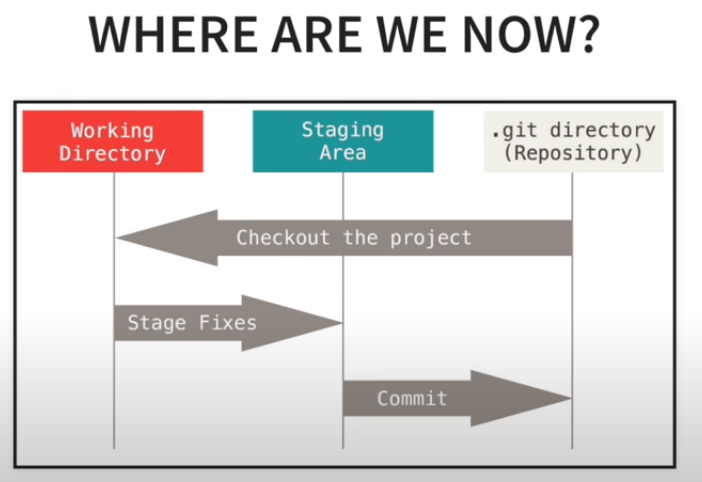 WHERE ARE WE NOW?
Working
Directory
Staging
Area
.git directory
(Repository)
Checkout the project
Stage Fixes
Commit